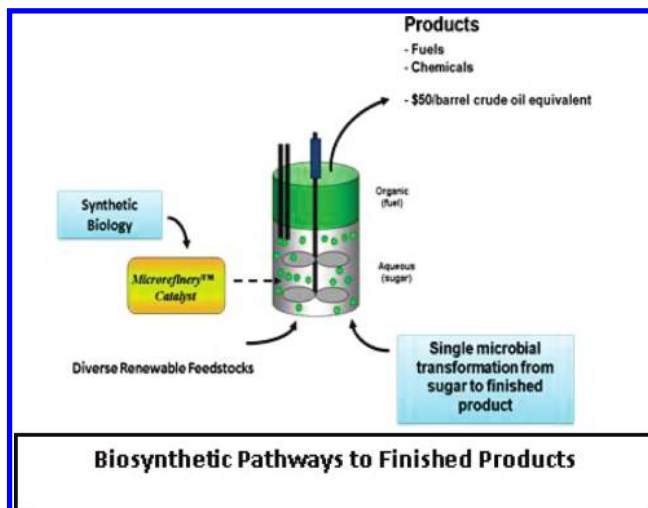 Products
- Fuels
- Chemicals
- $50/barrel crude oil equivalent
Organic
(fuel)
Synthetic
Biology
Aqueous
(sugar)
Microrefinery™
Catalyst
Diverse Renewable Feedstocks
Single microbial
transformation from
sugar to finished
product
Biosynthetic Pathways to Finished Products